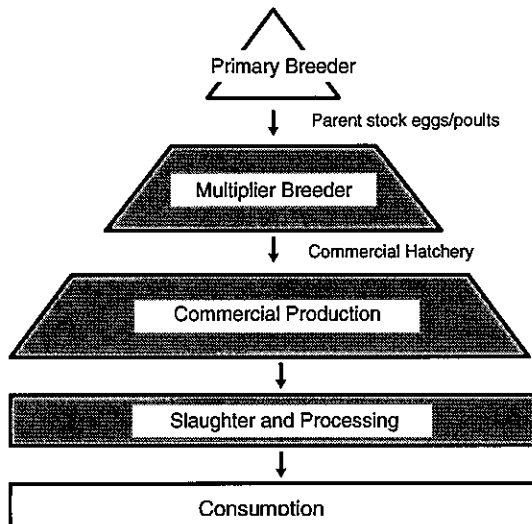 Primary Breeder
Parent stock eggs/poults
Multiplier Breeder
Commercial Hatchery
Commercial Production
Slaughter and Processing
Consumption